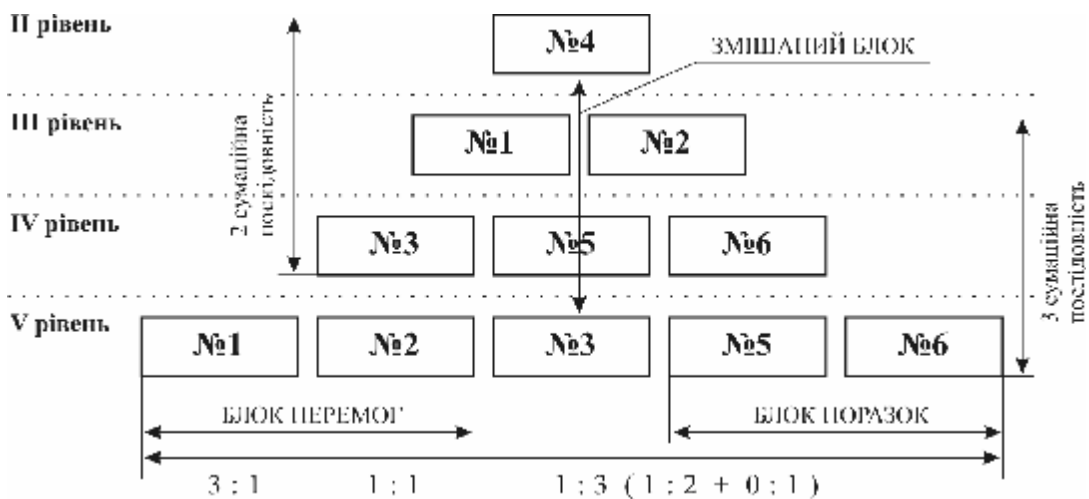 II рівень
№4
ЗМІШАНИЙ БЛОК
III рівень
№1 №2
2 сумаційна
послідовність
IV рівень
№3 №5 №6
3 сумаційна
послідовність
V рівень
№1 №2 №3 №5 №6
БЛОК ПЕРЕМОГ БЛОК ПОРАЗОК
3 : 1 1 : 1 1 : 3 ( 1 : 2 + 0 : 1 )